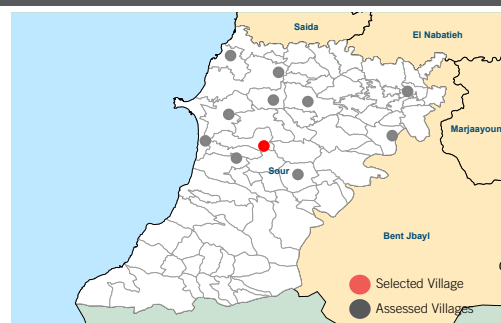 Saida
El Nabatieh
Marjaayoun
Sour
Bent Jbayl
Selected Village
Assessed Villages